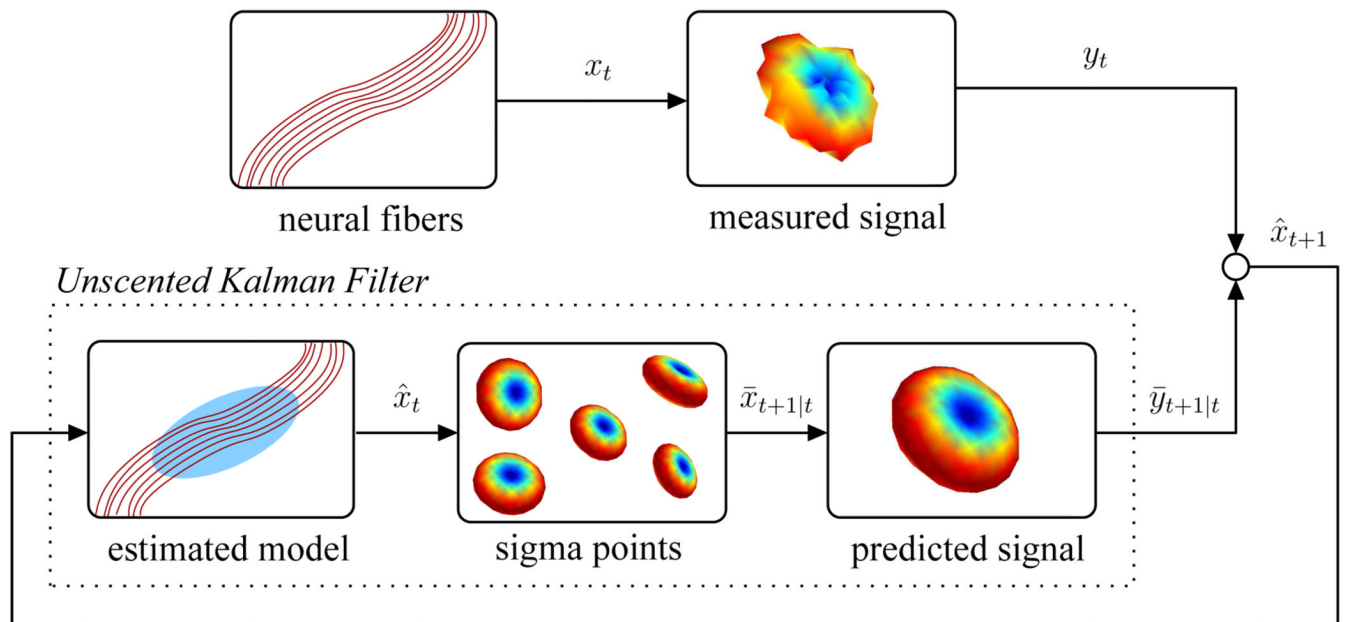 x_t
y_t
neural fibers
measured signal
x̂_{t+1}
Unscented Kalman Filter
x̂_t
x̄_{t+1|t}
ȳ_{t+1|t}
estimated model
sigma points
predicted signal